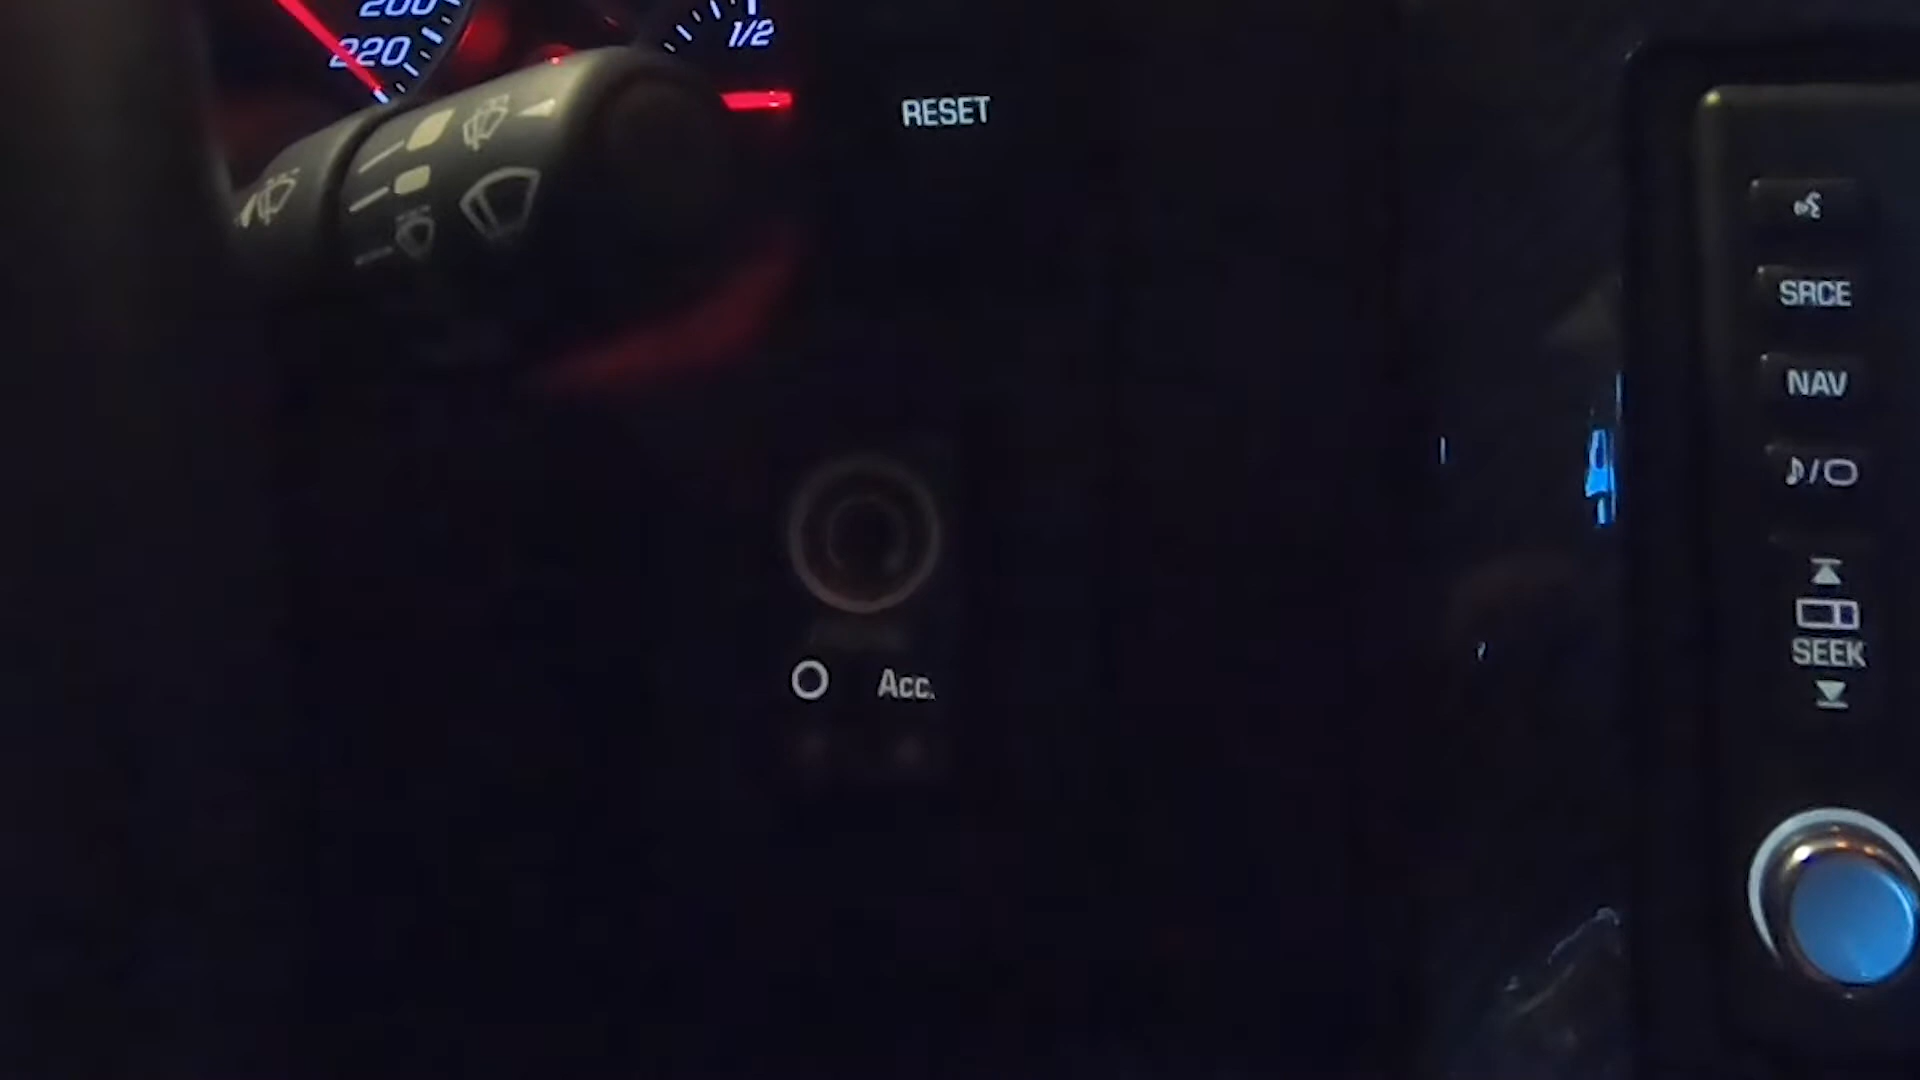 200
220
1/2
RESET
SRCE
NAV
SEEK
Acc.